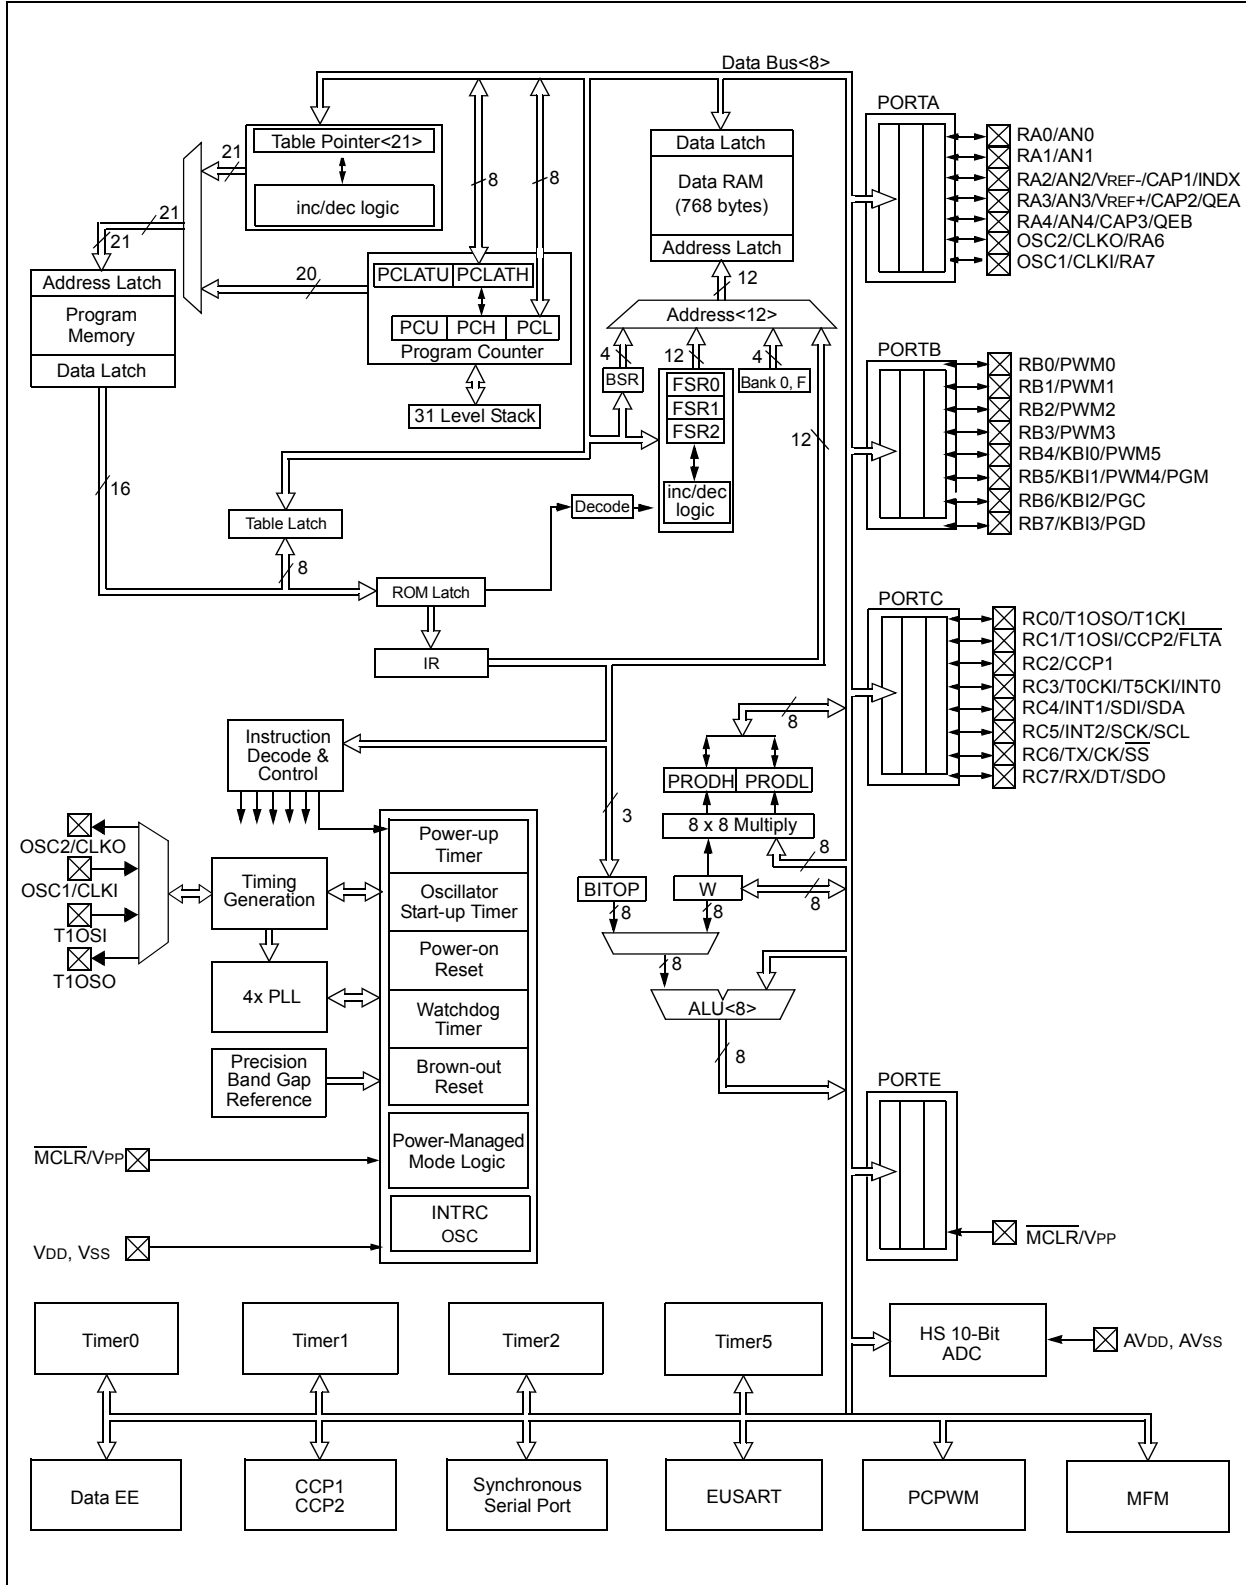 Data Bus<8>
PORTA
RA0/AN0
RA1/AN1
RA2/AN2/VREF-/CAP1/INDX
RA3/AN3/VREF+/CAP2/QEA
RA4/AN4/CAP3/QEB
OSC2/CLKO/RA6
OSC1/CLKI/RA7
Table Pointer<21>
inc/dec logic
21
21
21
20
8
8
Data Latch
Data RAM
(768 bytes)
Address Latch
12
Address<12>
Address Latch
Program
Memory
Data Latch
PCLATU
PCLATH
PCU
PCH
PCL
Program Counter
31 Level Stack
4
12
4
BSR
FSR0
FSR1
FSR2
inc/dec
logic
Bank 0, F
12
PORTB
RB0/PWM0
RB1/PWM1
RB2/PWM2
RB3/PWM3
RB4/KBI0/PWM5
RB5/KBI1/PWM4/PGM
RB6/KBI2/PGC
RB7/KBI3/PGD
16
Table Latch
8
Decode
ROM Latch
IR
PORTC
RC0/T1OSO/T1CKI
RC1/T1OSI/CCP2/FLTA
RC2/CCP1
RC3/T0CKI/T5CKI/INT0
RC4/INT1/SDI/SDA
RC5/INT2/SCK/SCL
RC6/TX/CK/SS
RC7/RX/DT/SDO
Instruction
Decode &
Control
8
PRODH
PRODL
8 x 8 Multiply
3
8
BITOP
W
8
8
8
8
ALU<8>
8
OSC2/CLKO
OSC1/CLKI
T1OSI
T1OSO
Timing
Generation
4x PLL
Precision
Band Gap
Reference
Power-up
Timer
Oscillator
Start-up Timer
Power-on
Reset
Watchdog
Timer
Brown-out
Reset
Power-Managed
Mode Logic
INTRC
OSC
MCLR/VPP
VDD, VSS
PORTE
MCLR/VPP
Timer0
Timer1
Timer2
Timer5
HS 10-Bit
ADC
AVDD, AVSS
Data EE
CCP1
CCP2
Synchronous
Serial Port
EUSART
PCPWM
MFM